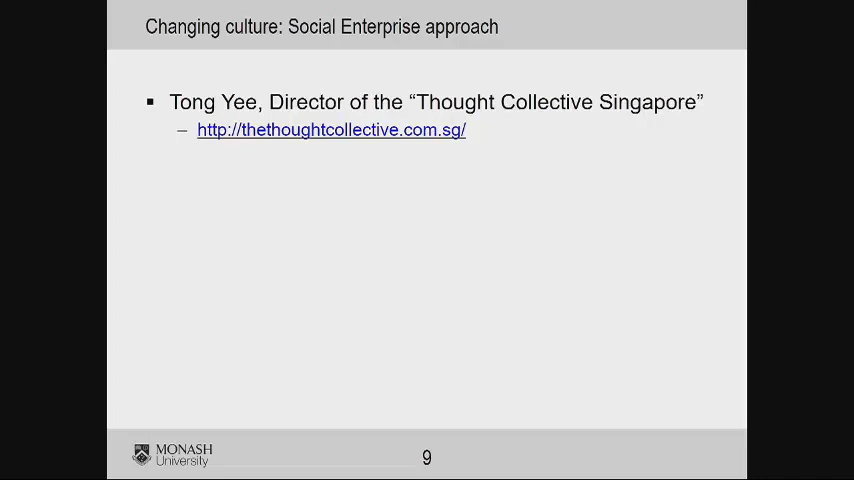 Changing culture: Social Enterprise approach
▪ Tong Yee, Director of the “Thought Collective Singapore”
– http://thethoughtcollective.com.sg/
MONASH
University
9